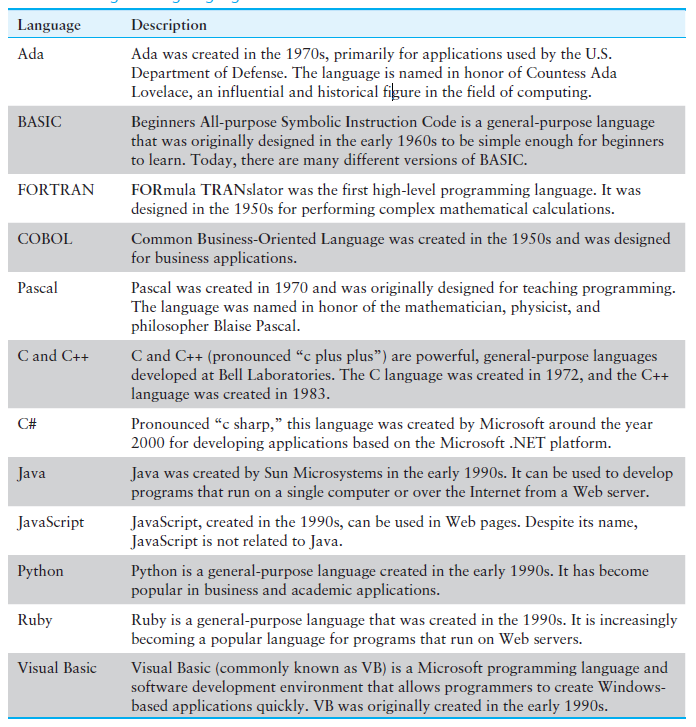 Language Description
Ada Ada was created in the 1970s, primarily for applications used by the U.S.
Department of Defense. The language is named in honor of Countess Ada
Lovelace, an influential and historical figure in the field of computing.
BASIC Beginners All-purpose Symbolic Instruction Code is a general-purpose language
that was originally designed in the early 1960s to be simple enough for beginners
to learn. Today, there are many different versions of BASIC.
FORTRAN FORmula TRANslator was the first high-level programming language. It was
designed in the 1950s for performing complex mathematical calculations.
COBOL Common Business-Oriented Language was created in the 1950s and was designed
for business applications.
Pascal Pascal was created in 1970 and was originally designed for teaching programming.
The language was named in honor of the mathematician, physicist, and
philosopher Blaise Pascal.
C and C++ C and C++ (pronounced “c plus plus”) are powerful, general-purpose languages
developed at Bell Laboratories. The C language was created in 1972, and the C++
language was created in 1983.
C# Pronounced “c sharp,” this language was created by Microsoft around the year
2000 for developing applications based on the Microsoft .NET platform.
Java Java was created by Sun Microsystems in the early 1990s. It can be used to develop
programs that run on a single computer or over the Internet from a Web server.
JavaScript JavaScript, created in the 1990s, can be used in Web pages. Despite its name,
JavaScript is not related to Java.
Python Python is a general-purpose language created in the early 1990s. It has become
popular in business and academic applications.
Ruby Ruby is a general-purpose language that was created in the 1990s. It is increasingly
becoming a popular language for programs that run on Web servers.
Visual Basic Visual Basic (commonly known as VB) is a Microsoft programming language and
software development environment that allows programmers to create Windows-
based applications quickly. VB was originally created in the early 1990s.